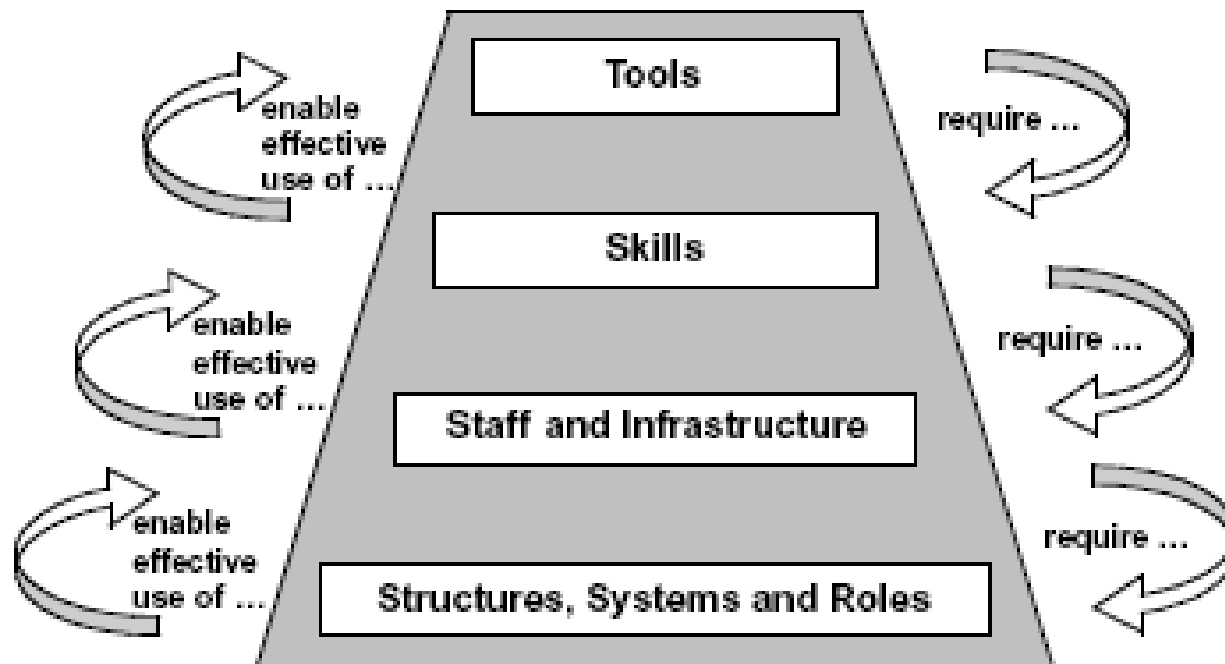 Tools
enable
effective
use of ...
require ...
Skills
enable
effective
use of ...
require ...
Staff and Infrastructure
enable
effective
use of ...
require ...
Structures, Systems and Roles